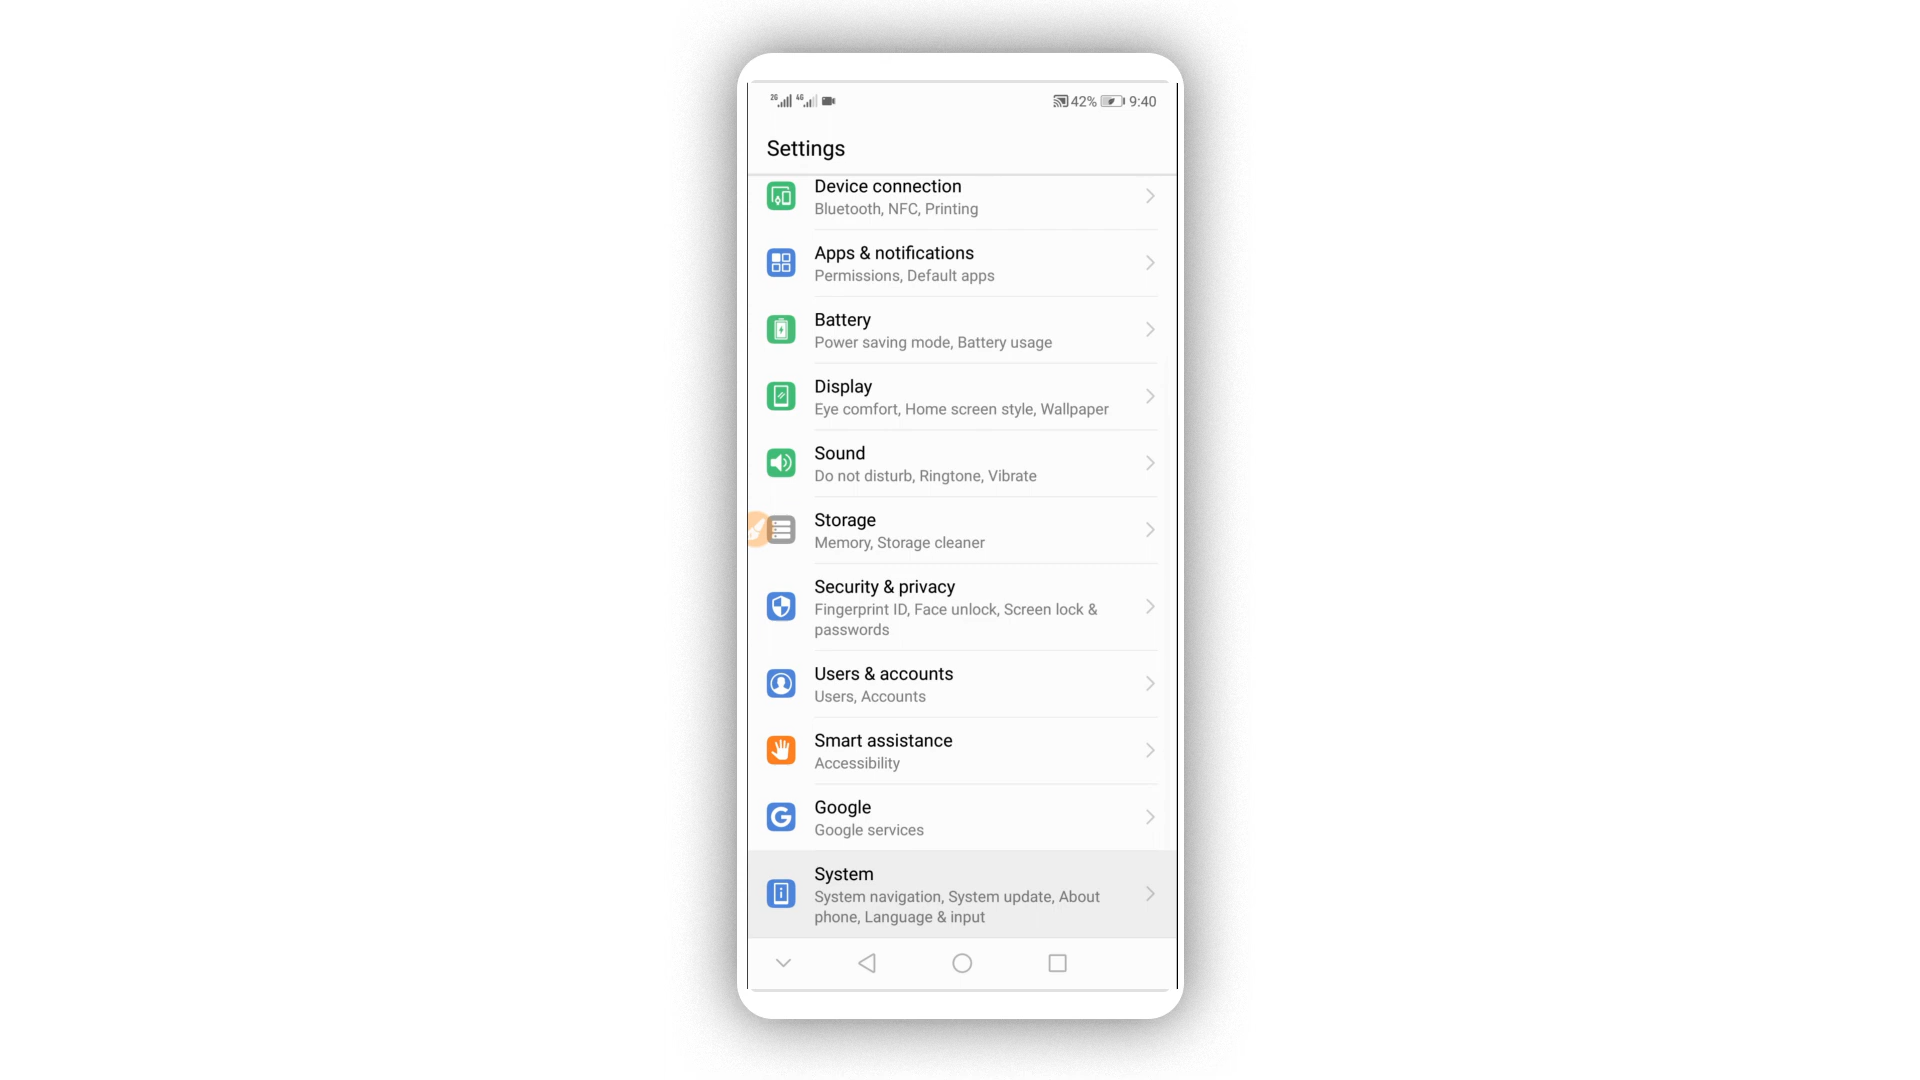 2G 4G 42% 9:40
Settings
Device connection
Bluetooth, NFC, Printing
Apps & notifications
Permissions, Default apps
Battery
Power saving mode, Battery usage
Display
Eye comfort, Home screen style, Wallpaper
Sound
Do not disturb, Ringtone, Vibrate
Storage
Memory, Storage cleaner
Security & privacy
Fingerprint ID, Face unlock, Screen lock &
passwords
Users & accounts
Users, Accounts
Smart assistance
Accessibility
Google
Google services
System
System navigation, System update, About
phone, Language & input